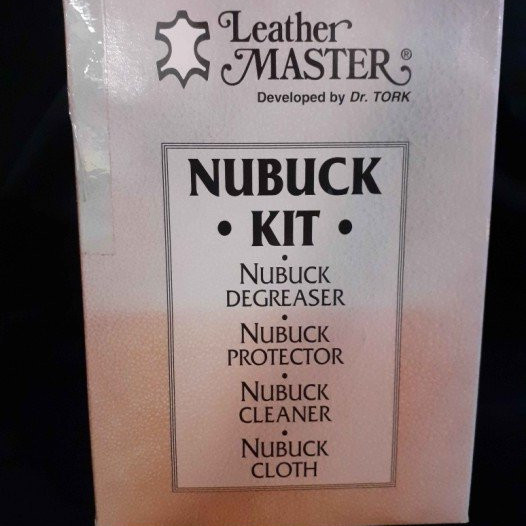 Leather
MASTER®
Developed by Dr. TORK
NUBUCK
• KIT •
•
NUBUCK
DEGREASER
•
NUBUCK
PROTECTOR
•
NUBUCK
CLEANER
•
NUBUCK
CLOTH